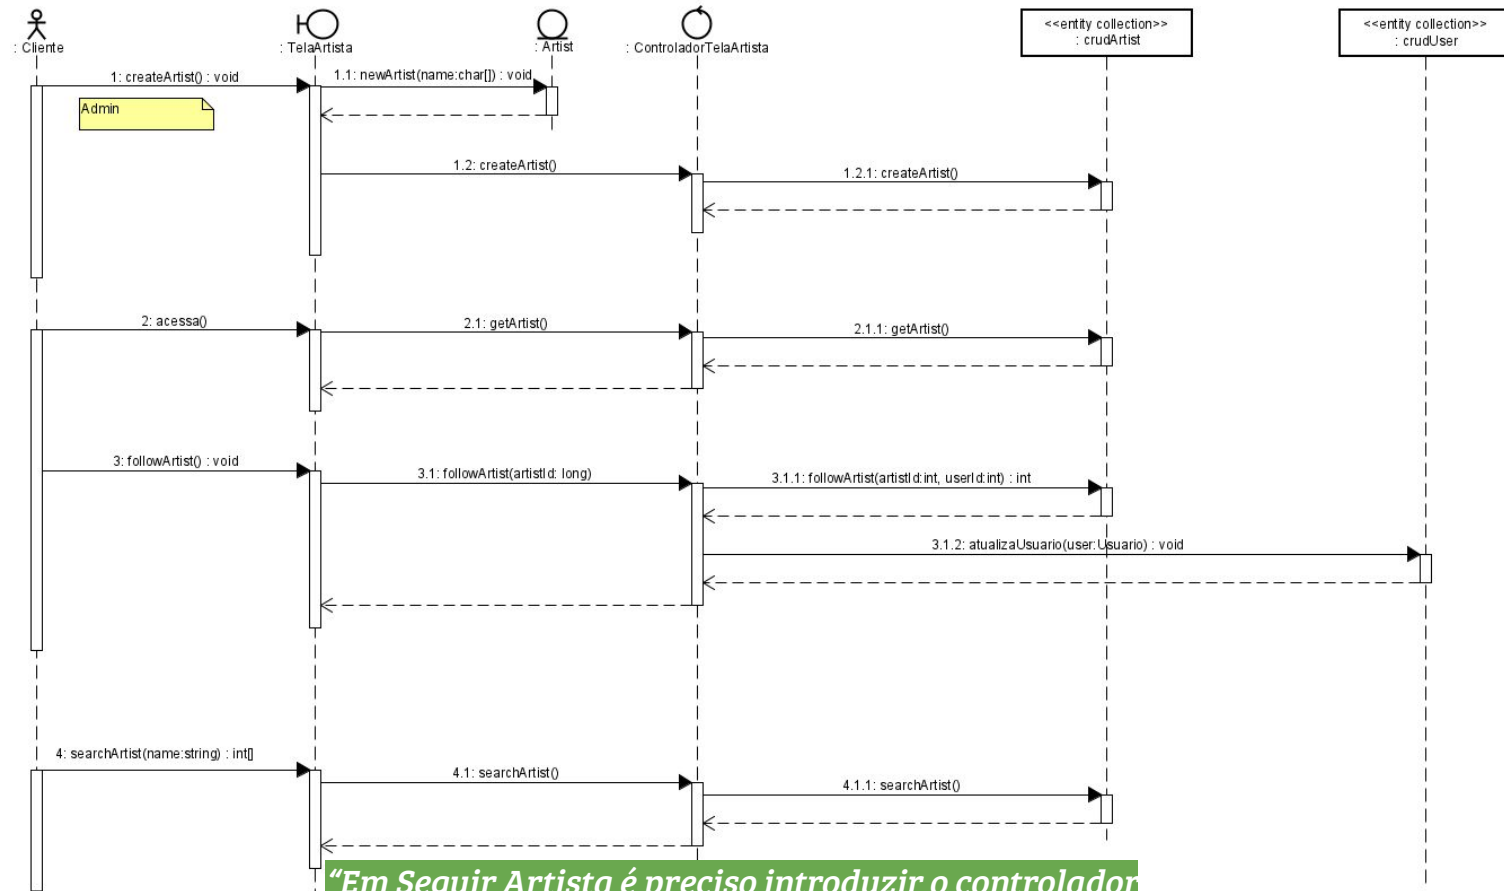 : Cliente
: TelaArtista
: Artist
: ControladorTelaArtista
<<entity collection>>
: crudArtist
<<entity collection>>
: crudUser
1: createArtist() : void
1.1: newArtist(name:char[]) : void
Admin
1.2: createArtist()
1.2.1: createArtist()
2: acessa()
2.1: getArtist()
2.1.1: getArtist()
3: followArtist() : void
3.1: followArtist(artistId: long)
3.1.1: followArtist(artistId:int, userId:int) : int
3.1.2: atualizaUsuario(user:Usuario) : void
4: searchArtist(name:string) : int[]
4.1: searchArtist()
4.1.1: searchArtist()
“Em Seguir Artista é preciso introduzir o controlador